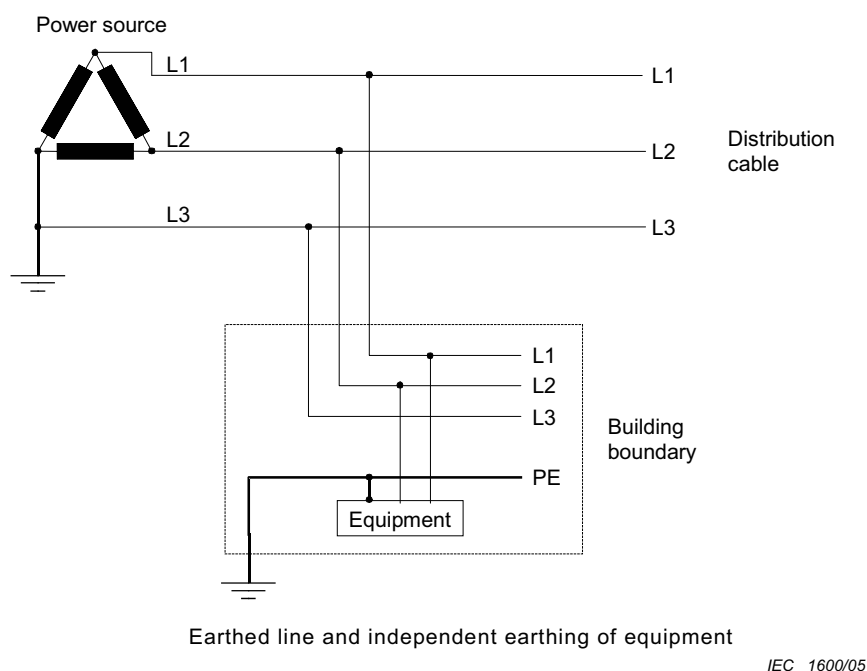 Power source
L1
L1
L2
L2
Distribution
cable
L3
L3
L1
L2
L3
Building
boundary
PE
Equipment
Earthed line and independent earthing of equipment
IEC 1600/05